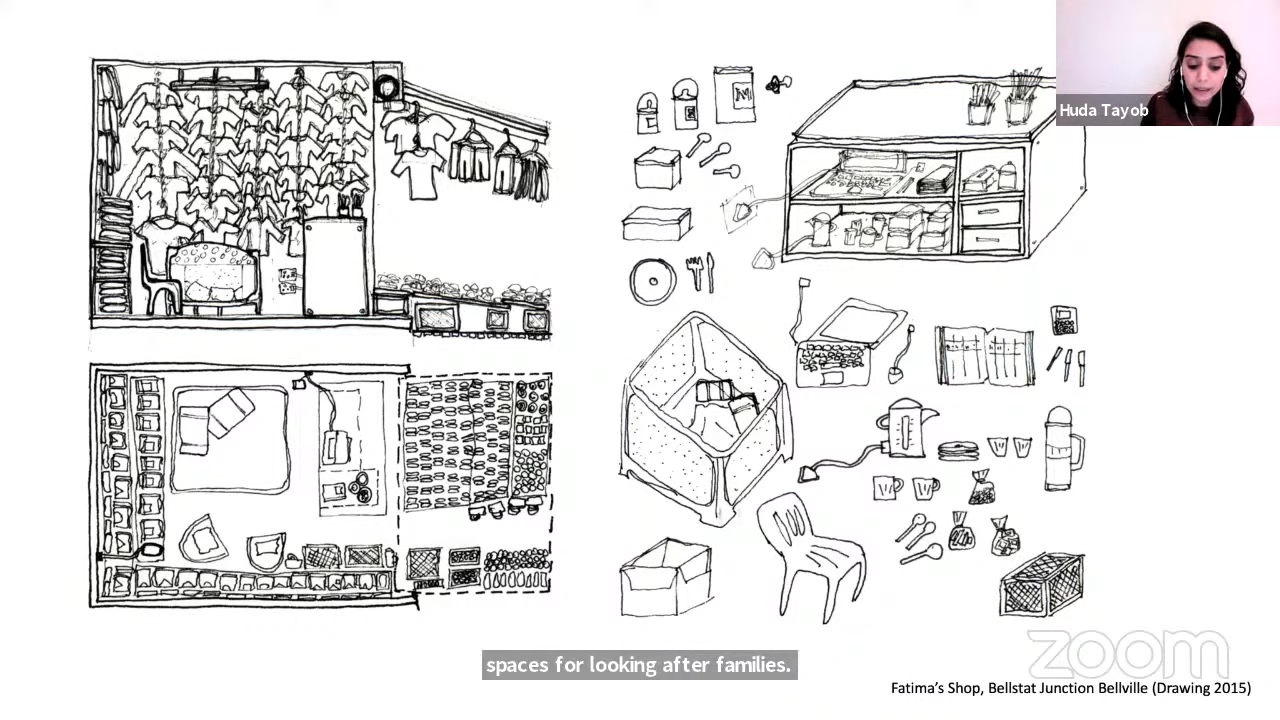 Huda Tayob
M
spaces for looking after families.
zoom
Fatima's Shop, Bellstat Junction Bellville (Drawing 2015)